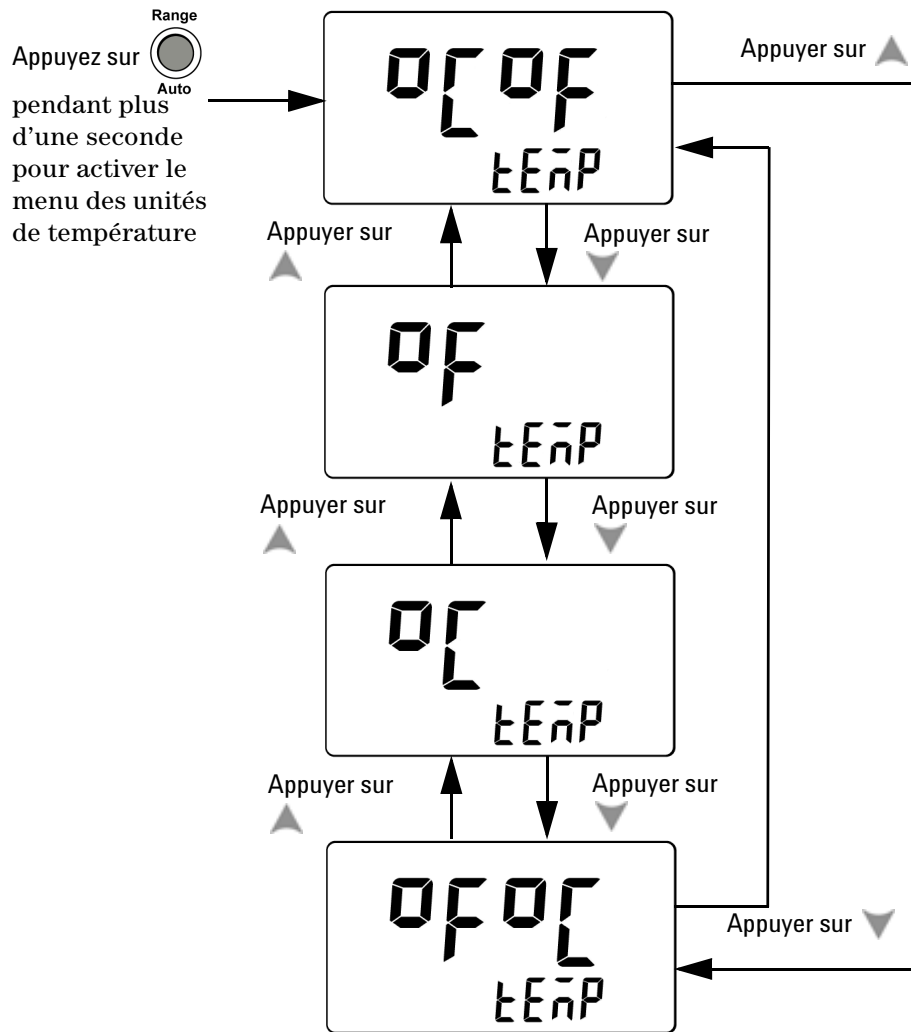 Range
Appuyez sur
Auto
pendant plus
d'une seconde
pour activer le
menu des unités
de température
°C°F
tEmP
Appuyer sur
Appuyer sur
Appuyer sur
°F
tEmP
Appuyer sur
Appuyer sur
°C
tEmP
Appuyer sur
Appuyer sur
°F°C
tEmP
Appuyer sur